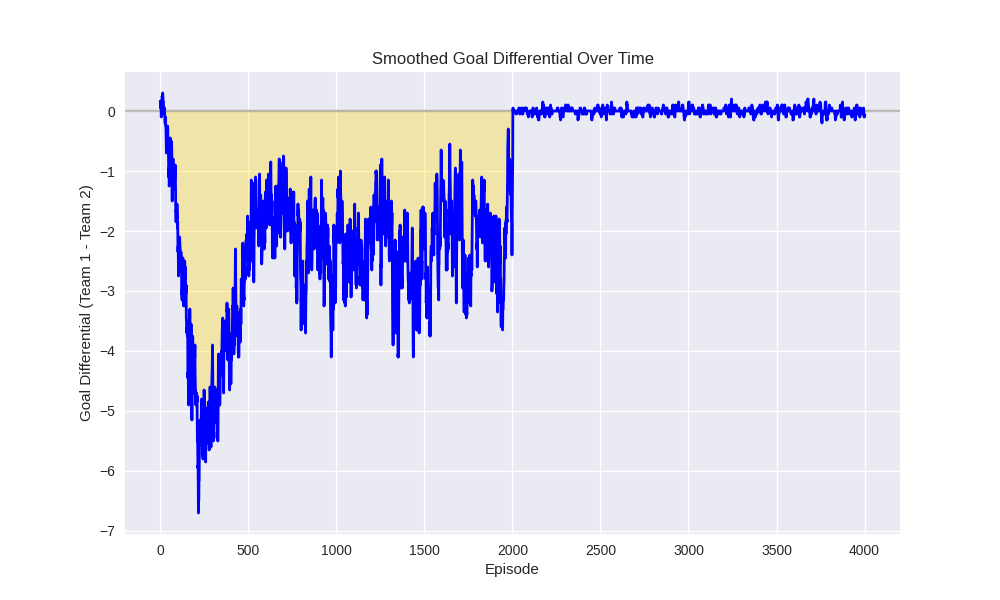 Smoothed Goal Differential Over Time
Goal Differential (Team 1 - Team 2)
0
−1
−2
−3
−4
−5
−6
−7
0 500 1000 1500 2000 2500 3000 3500 4000
Episode